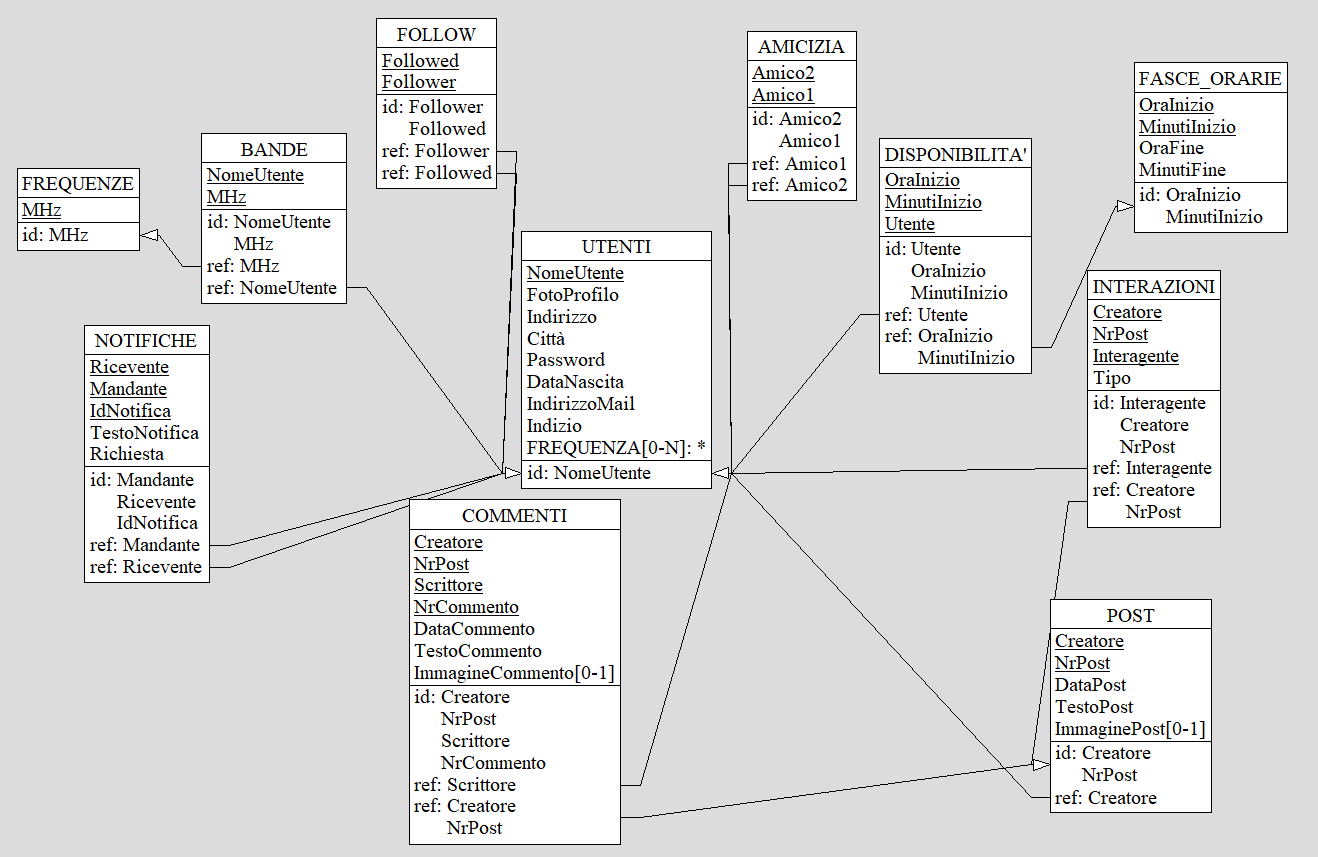 FOLLOW
Followed
Follower
id: Follower
Followed
ref: Follower
ref: Followed
AMICIZIA
Amico2
Amico1
id: Amico2
Amico1
ref: Amico1
ref: Amico2
FASCE_ORARIE
OraInizio
MinutiInizio
OraFine
MinutiFine
id: OraInizio
MinutiInizio
BANDE
NomeUtente
MHz
id: NomeUtente
MHz
ref: MHz
ref: NomeUtente
DISPONIBILITA'
OraInizio
MinutiInizio
Utente
id: Utente
OraInizio
MinutiInizio
ref: Utente
ref: OraInizio
MinutiInizio
FREQUENZE
MHz
id: MHz
UTENTI
NomeUtente
FotoProfilo
Indirizzo
Città
Password
DataNascita
IndirizzoMail
Indizio
FREQUENZA[0-N]: *
id: NomeUtente
INTERAZIONI
Creatore
NrPost
Interagente
Tipo
id: Interagente
Creatore
NrPost
ref: Interagente
ref: Creatore
NrPost
NOTIFICHE
Ricevente
Mandante
IdNotifica
TestoNotifica
Richiesta
id: Mandante
Ricevente
IdNotifica
ref: Mandante
ref: Ricevente
COMMENTI
Creatore
NrPost
Scrittore
NrCommento
DataCommento
TestoCommento
ImmagineCommento[0-1]
id: Creatore
NrPost
Scrittore
NrCommento
ref: Scrittore
ref: Creatore
NrPost
POST
Creatore
NrPost
DataPost
TestoPost
ImmaginePost[0-1]
id: Creatore
NrPost
ref: Creatore